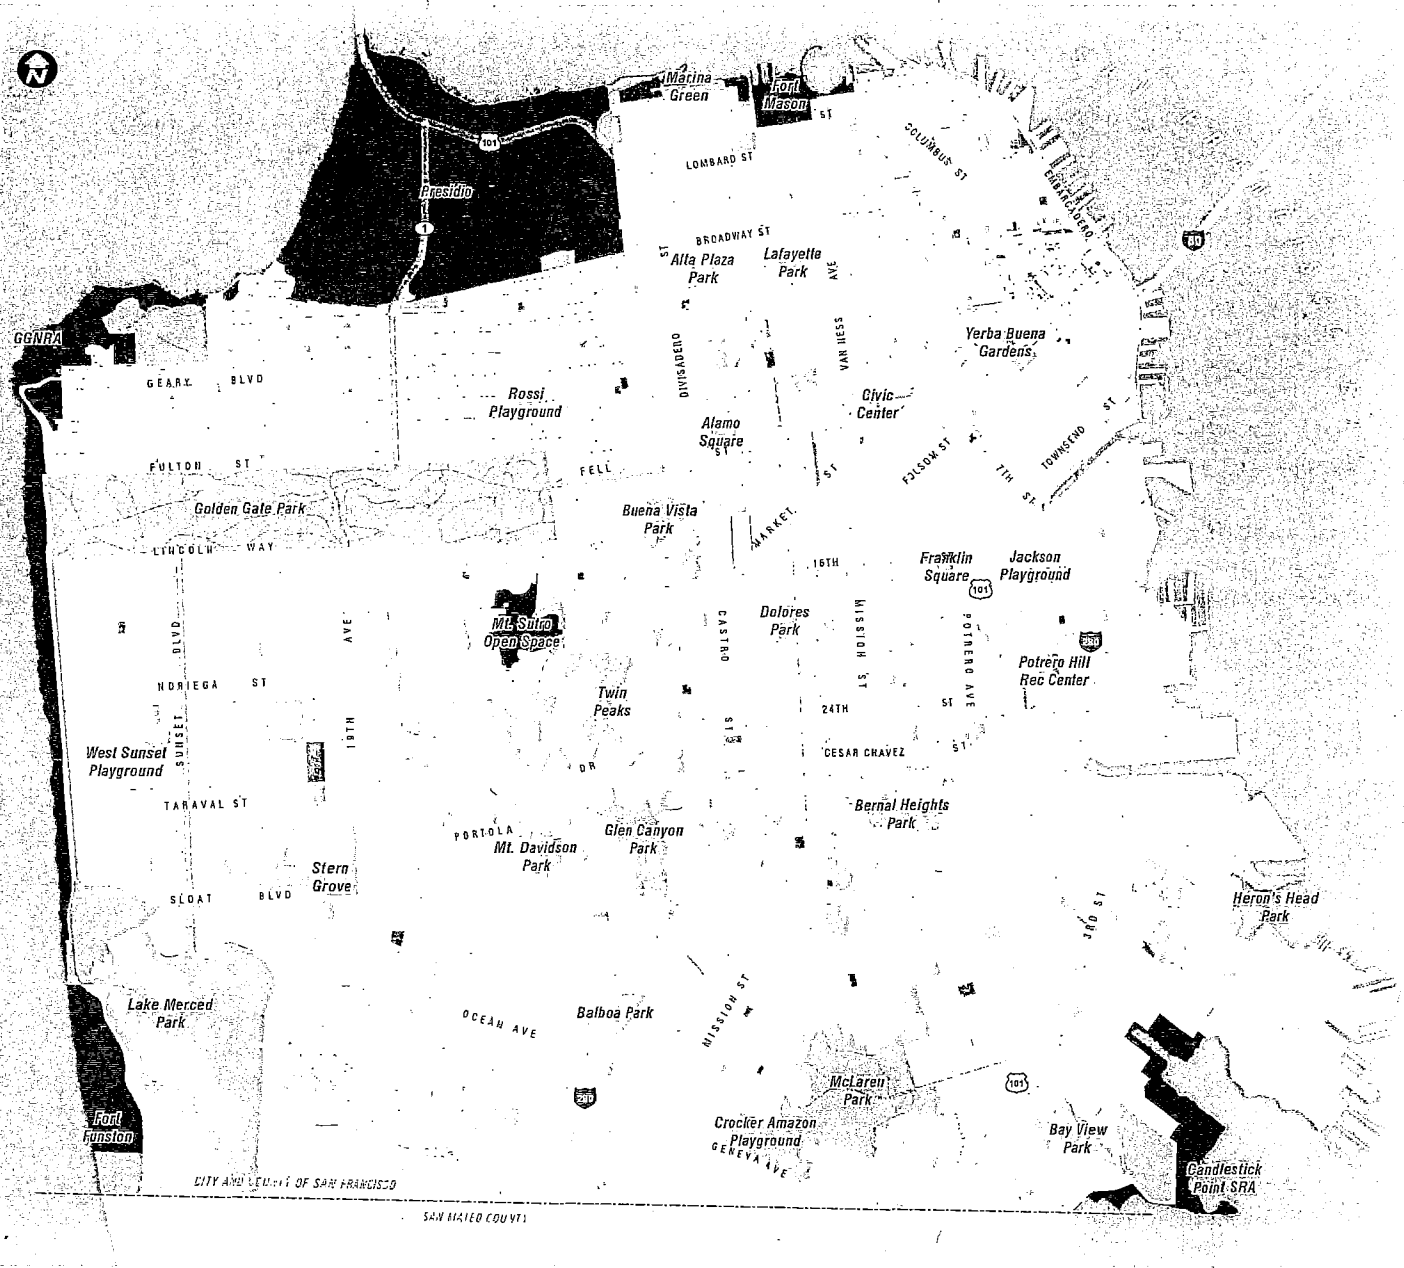 N
Marina
Green
Fort
Mason
ST
101
LOMBARD ST
COLUMBUS ST
EMBARCADERO
Presidio
1
BROADWAY ST
80
ST
Alta Plaza
Park
Lafayette
Park
AVE
GGNRA
VAN NESS
Yerba Buena
Gardens
DIVISADERO
GEARY BLVD
Rossi
Playground
Civic
Center
Alamo
Square
ST
TOWNSEND ST
FULTON ST
FELL
ST
FOLSOM ST
7TH ST
Golden Gate Park
Buena Vista
Park
MARKET
LINCOLN WAY
16TH
Franklin
Square
Jackson
Playground
101
Mt. Sutro
Open Space
Dolores
Park
CASTRO ST
MISSION ST
POTRERO AVE
280
SUNSET BLVD
19TH AVE
NORIEGA ST
Twin
Peaks
Potrero Hill
Rec Center
24TH ST
West Sunset
Playground
CESAR CHAVEZ ST
DR
TARAVAL ST
PORTOLA
Mt. Davidson
Park
Glen Canyon
Park
Bernal Heights
Park
Stern
Grove
SLOAT BLVD
3RD ST
Heron's Head
Park
Lake Merced
Park
OCEAN AVE
Balboa Park
MISSION ST
McLaren
Park
101
280
Fort
Funston
Crocker Amazon
Playground
GENEVA AVE
Bay View
Park
Candlestick
Point SRA
CITY AND COUNTY OF SAN FRANCISCO
SAN MATEO COUNTY